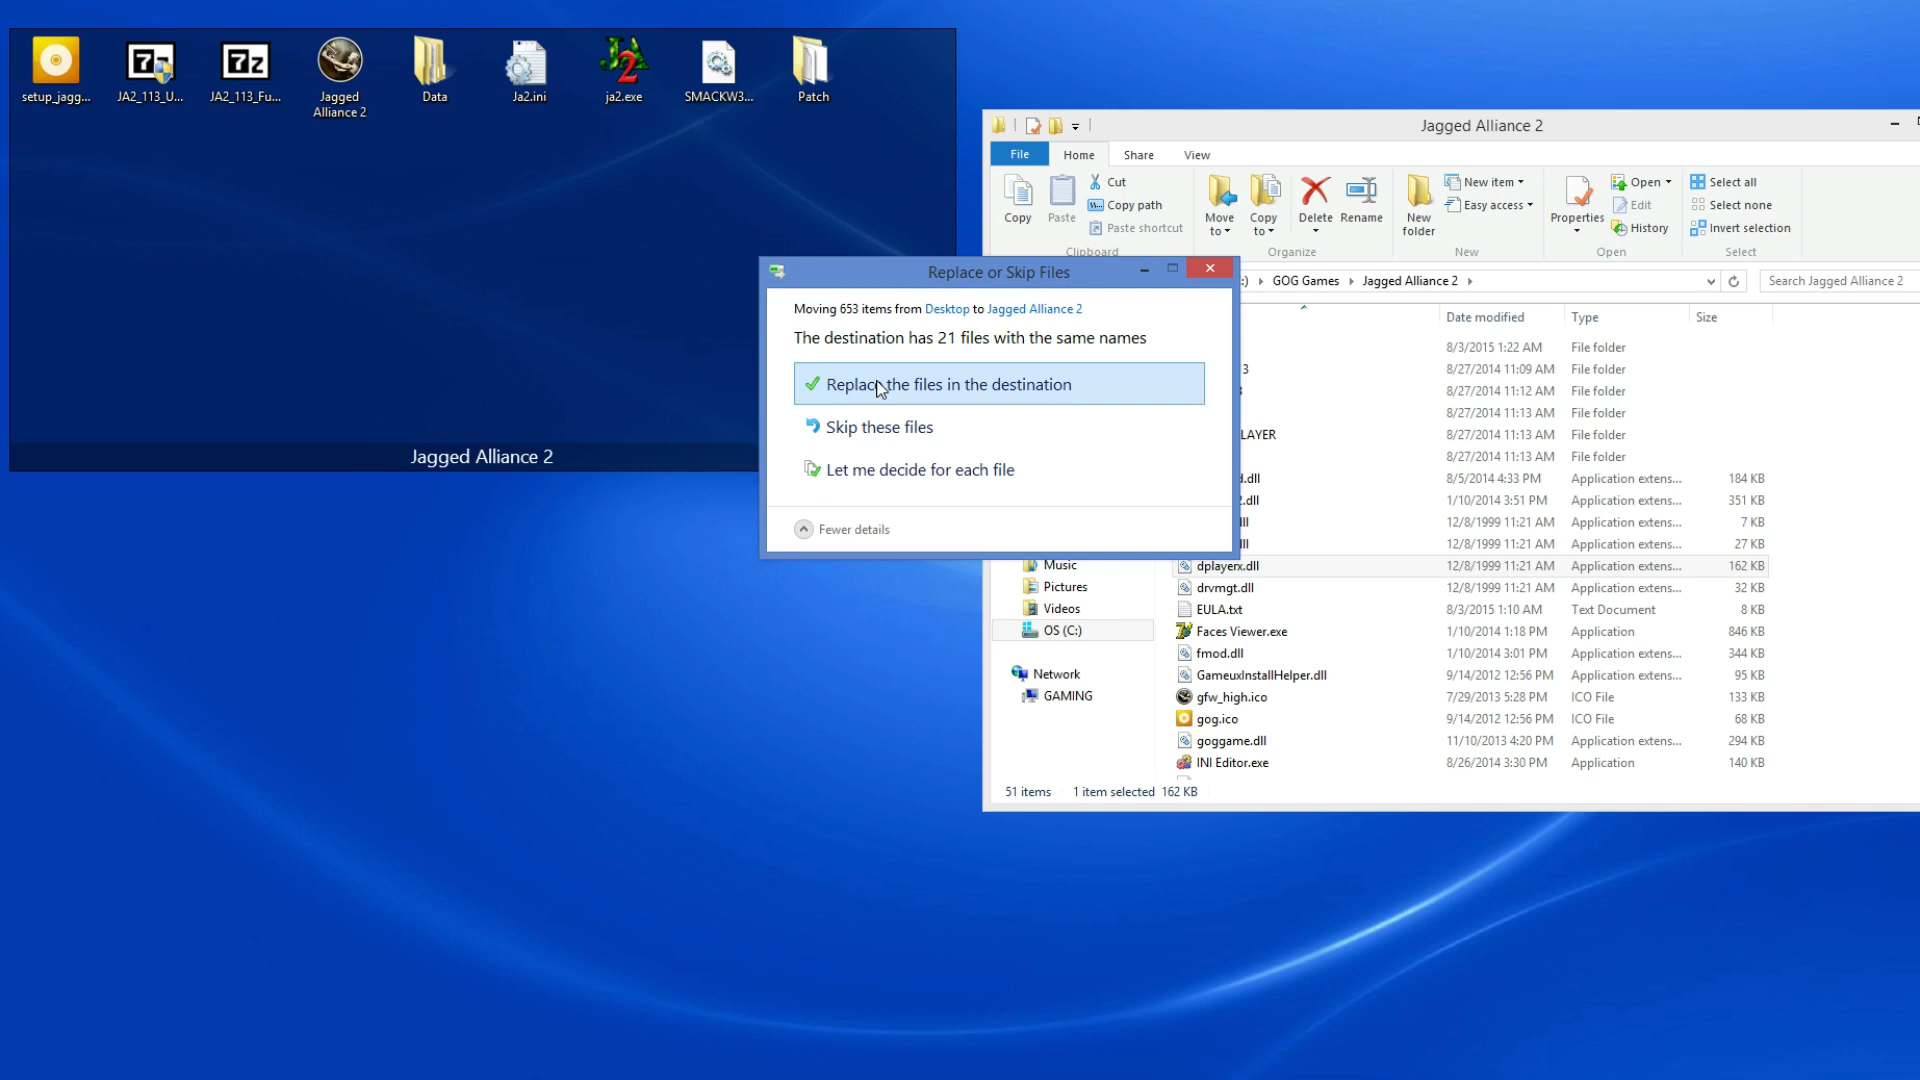 setup_jagg...
JA2_113_U...
JA2_113_Fu...
Jagged
Alliance 2
Data
Ja2.ini
ja2.exe
SMACKW3...
Patch
Jagged Alliance 2
Jagged Alliance 2
File
Home
Share
View
Copy
Paste
Cut
Copy path
Paste shortcut
Clipboard
Move
to
Copy
to
Delete
Rename
Organize
New
folder
New item
Easy access
New
Properties
Open
Edit
History
Open
Select all
Select none
Invert selection
Select
:)
GOG Games
Jagged Alliance 2
Search Jagged Alliance 2
Replace or Skip Files
Moving 653 items from Desktop to Jagged Alliance 2
The destination has 21 files with the same names
Replace the files in the destination
Skip these files
Let me decide for each file
Fewer details
Date modified Type Size
8/3/2015 1:22 AM File folder
3 8/27/2014 11:09 AM File folder
8/27/2014 11:12 AM File folder
8/27/2014 11:13 AM File folder
LAYER 8/27/2014 11:13 AM File folder
8/27/2014 11:13 AM File folder
.dll 8/5/2014 4:33 PM Application extens... 184 KB
.dll 1/10/2014 3:51 PM Application extens... 351 KB
ll 12/8/1999 11:21 AM Application extens... 7 KB
ll 12/8/1999 11:21 AM Application extens... 27 KB
dplayerx.dll 12/8/1999 11:21 AM Application extens... 162 KB
drvmgt.dll 12/8/1999 11:21 AM Application extens... 32 KB
EULA.txt 8/3/2015 1:10 AM Text Document 8 KB
Faces Viewer.exe 1/10/2014 1:18 PM Application 846 KB
fmod.dll 1/10/2014 3:01 PM Application extens... 344 KB
GameuxInstallHelper.dll 9/14/2012 12:56 PM Application extens... 95 KB
gfw_high.ico 7/29/2013 5:28 PM ICO File 133 KB
gog.ico 9/14/2012 12:56 PM ICO File 68 KB
goggame.dll 11/10/2013 4:20 PM Application extens... 294 KB
INI Editor.exe 8/26/2014 3:30 PM Application 140 KB
Music
Pictures
Videos
OS (C:)
Network
GAMING
51 items 1 item selected 162 KB